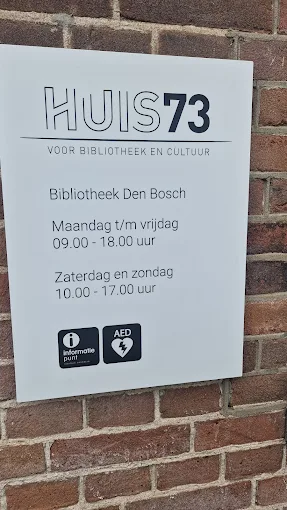 HUIS73
VOOR BIBLIOTHEEK EN CULTUUR
Bibliotheek Den Bosch
Maandag t/m vrijdag
09.00 - 18.00 uur
Zaterdag en zondag
10.00 - 17.00 uur
i
informatie
punt
AED